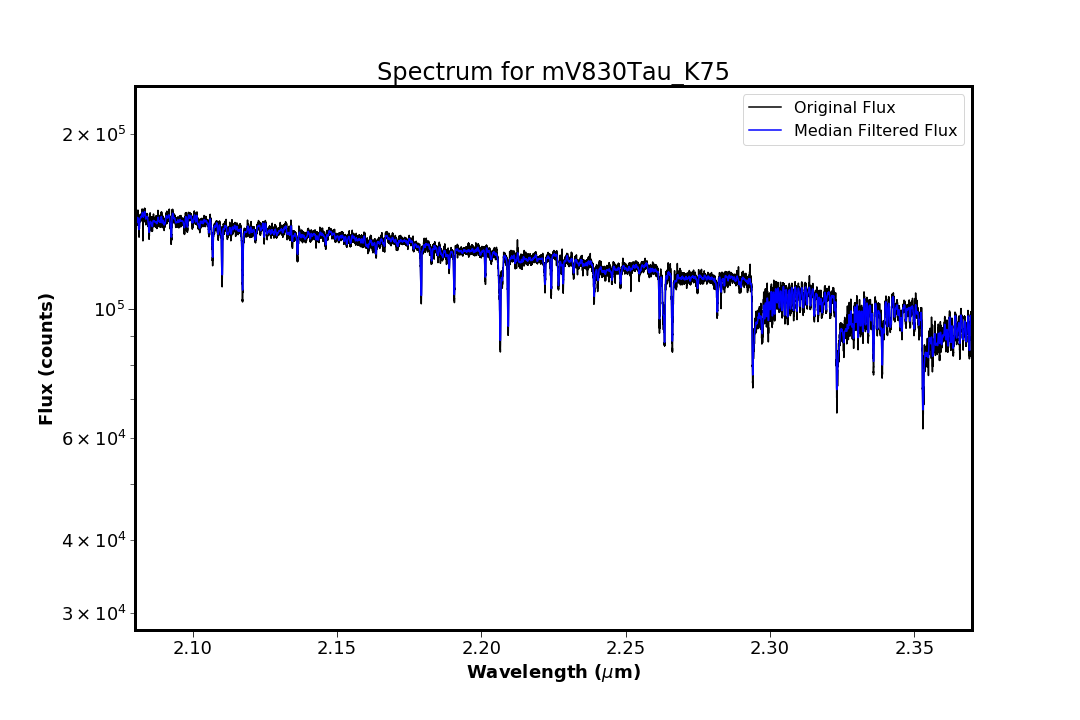 Spectrum for mV830Tau_K75
Original Flux
Median Filtered Flux
2 × 10⁵
10⁵
6 × 10⁴
4 × 10⁴
3 × 10⁴
Flux (counts)
2.10 2.15 2.20 2.25 2.30 2.35
Wavelength (μm)